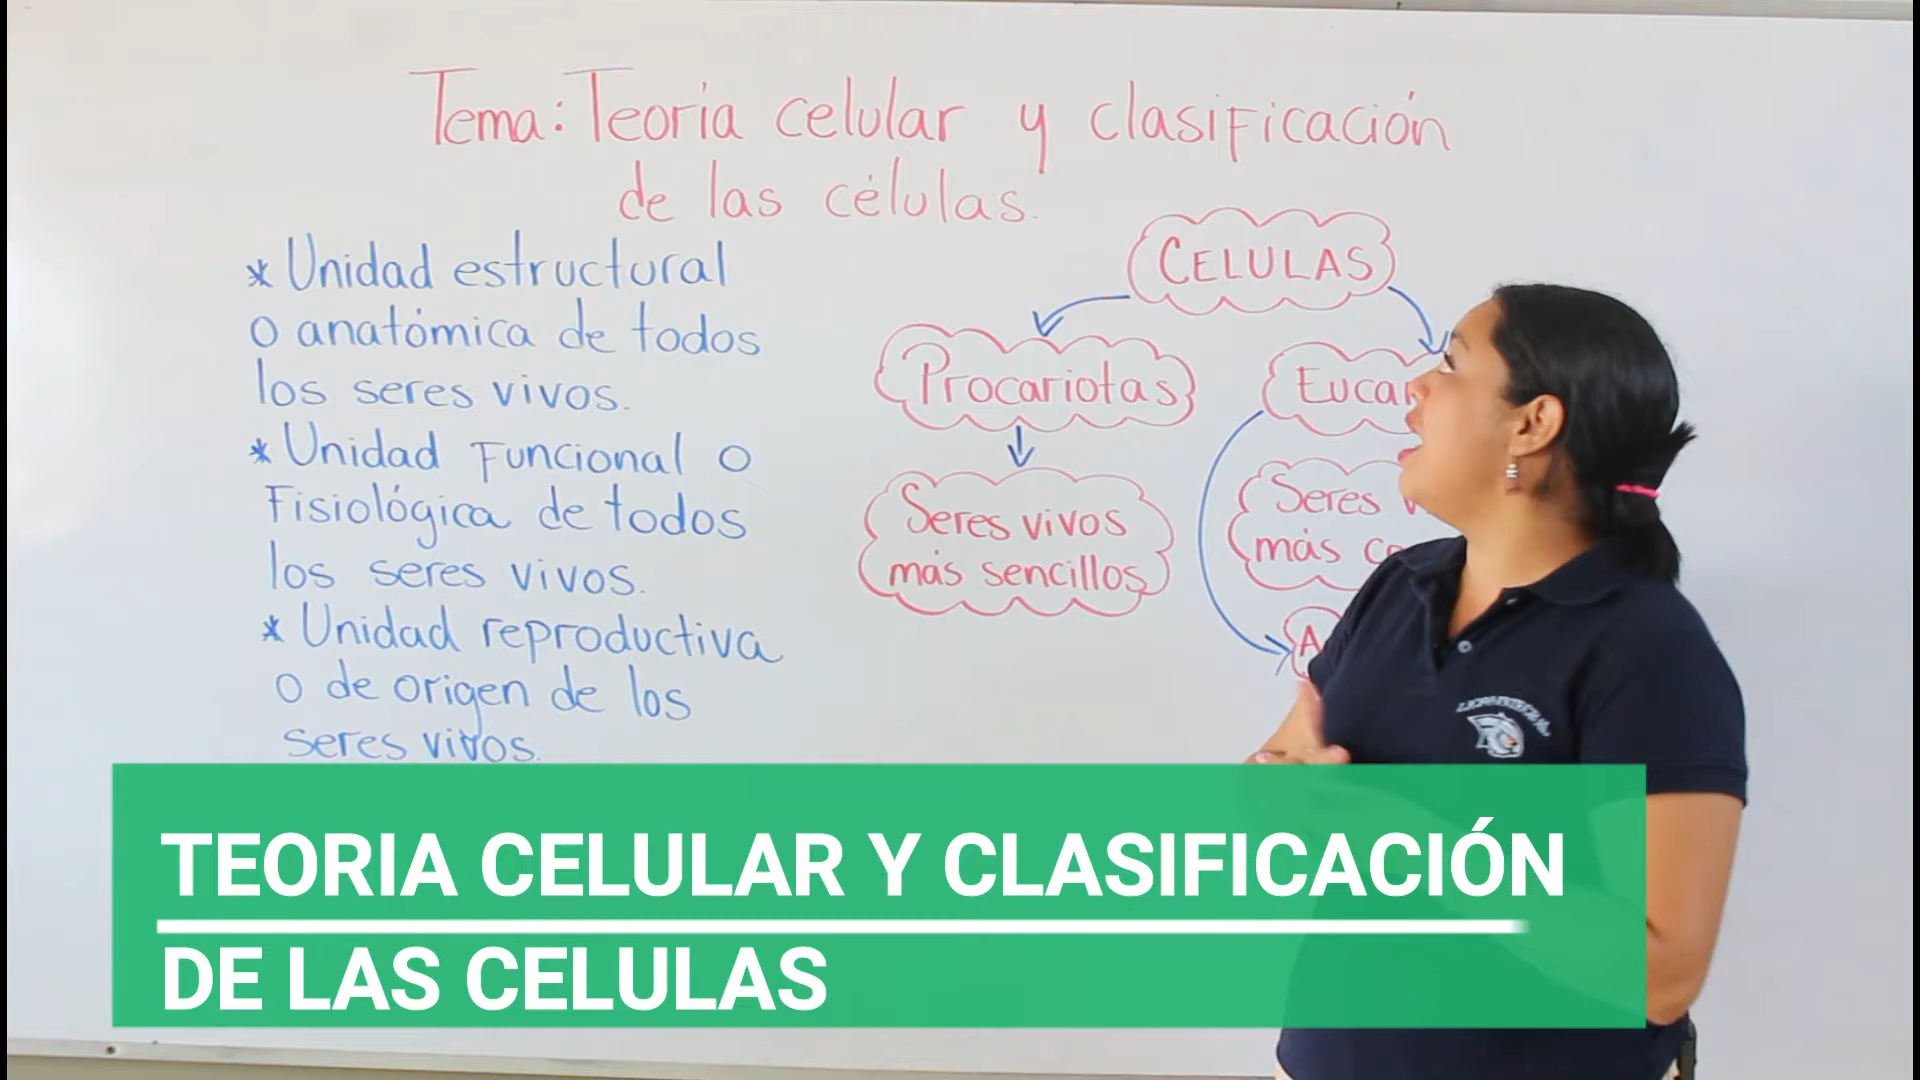 Tema: Teoría celular y clasificación
de las células.
* Unidad estructural
o anatómica de todos
los seres vivos.
* Unidad Funcional o
Fisiológica de todos
los seres vivos.
* Unidad reproductiva
o de origen de los
seres vivos.
CELULAS
Procariotas
Seres vivos
más sencillos
Seres
más
TEORIA CELULAR Y CLASIFICACIÓN
DE LAS CELULAS